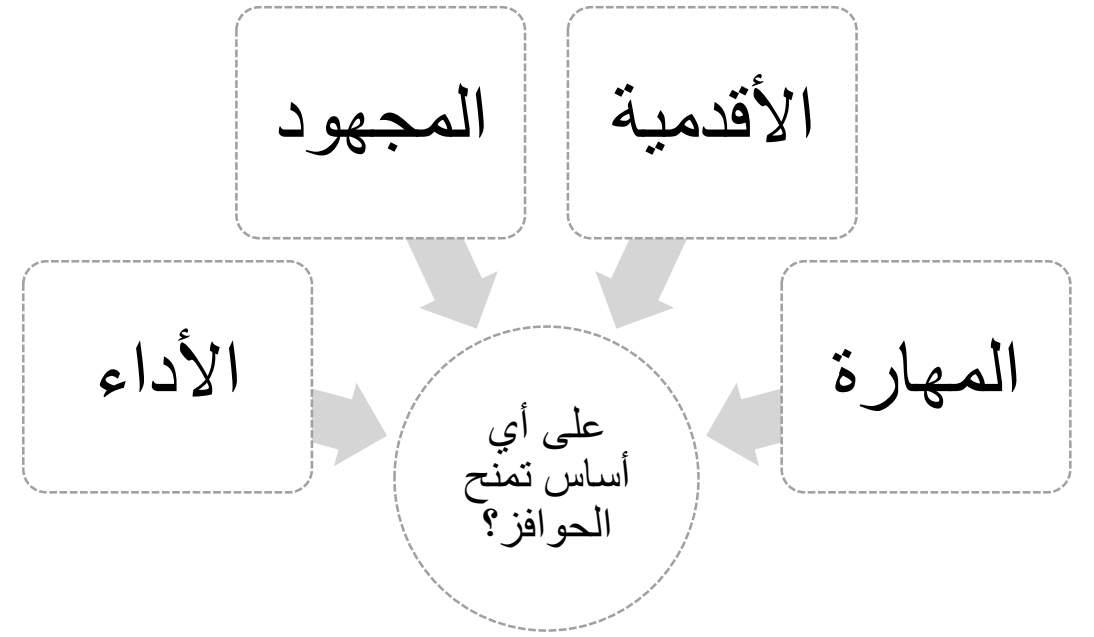 الأقدمية
المجهود
المهارة
الأداء
على أي
أساس تمنح
الحوافز؟